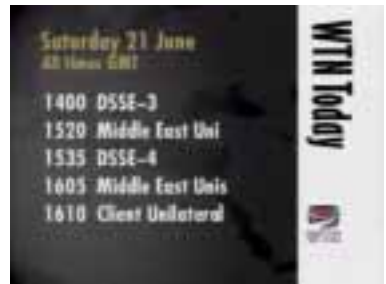 Saturday 21 June
All times GMT
1400 DSSE-3
1520 Middle East Uni
1535 DSSE-4
1605 Middle East Unis
1610 Client Unilateral
WTN Today